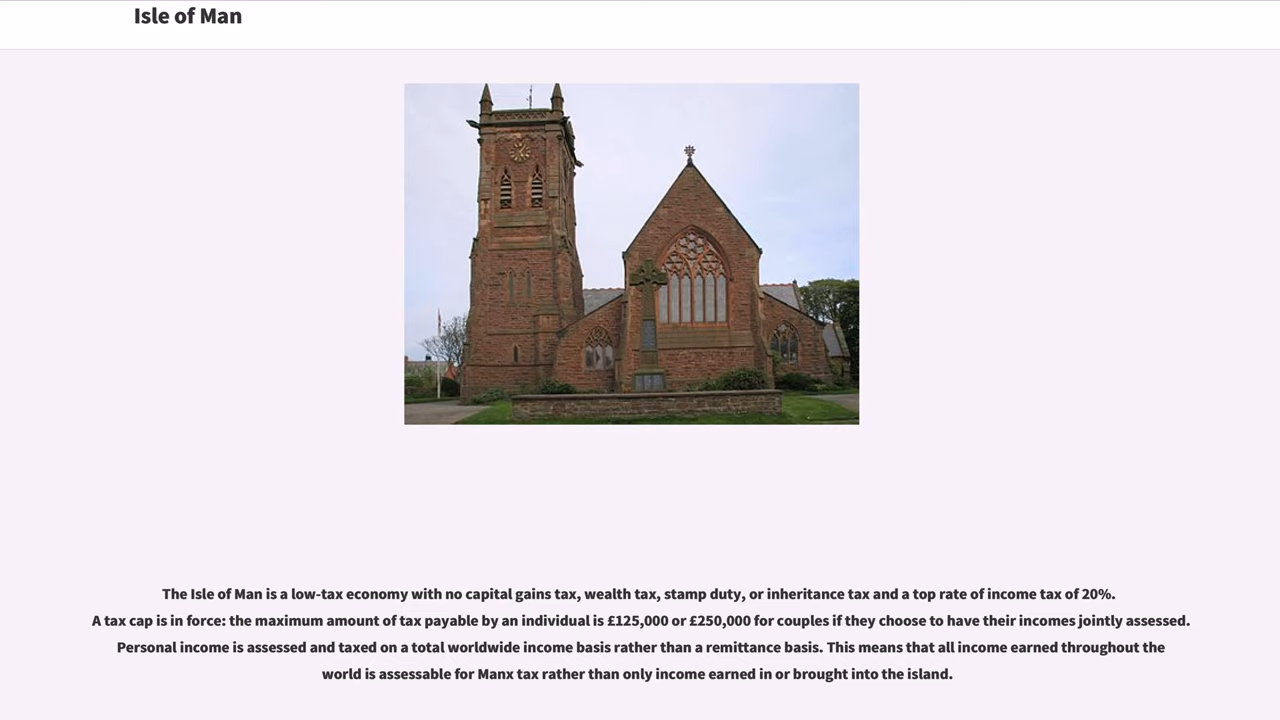 Isle of Man
The Isle of Man is a low-tax economy with no capital gains tax, wealth tax, stamp duty, or inheritance tax and a top rate of income tax of 20%.
A tax cap is in force: the maximum amount of tax payable by an individual is £125,000 or £250,000 for couples if they choose to have their incomes jointly assessed.
Personal income is assessed and taxed on a total worldwide income basis rather than a remittance basis. This means that all income earned throughout the
world is assessable for Manx tax rather than only income earned in or brought into the island.